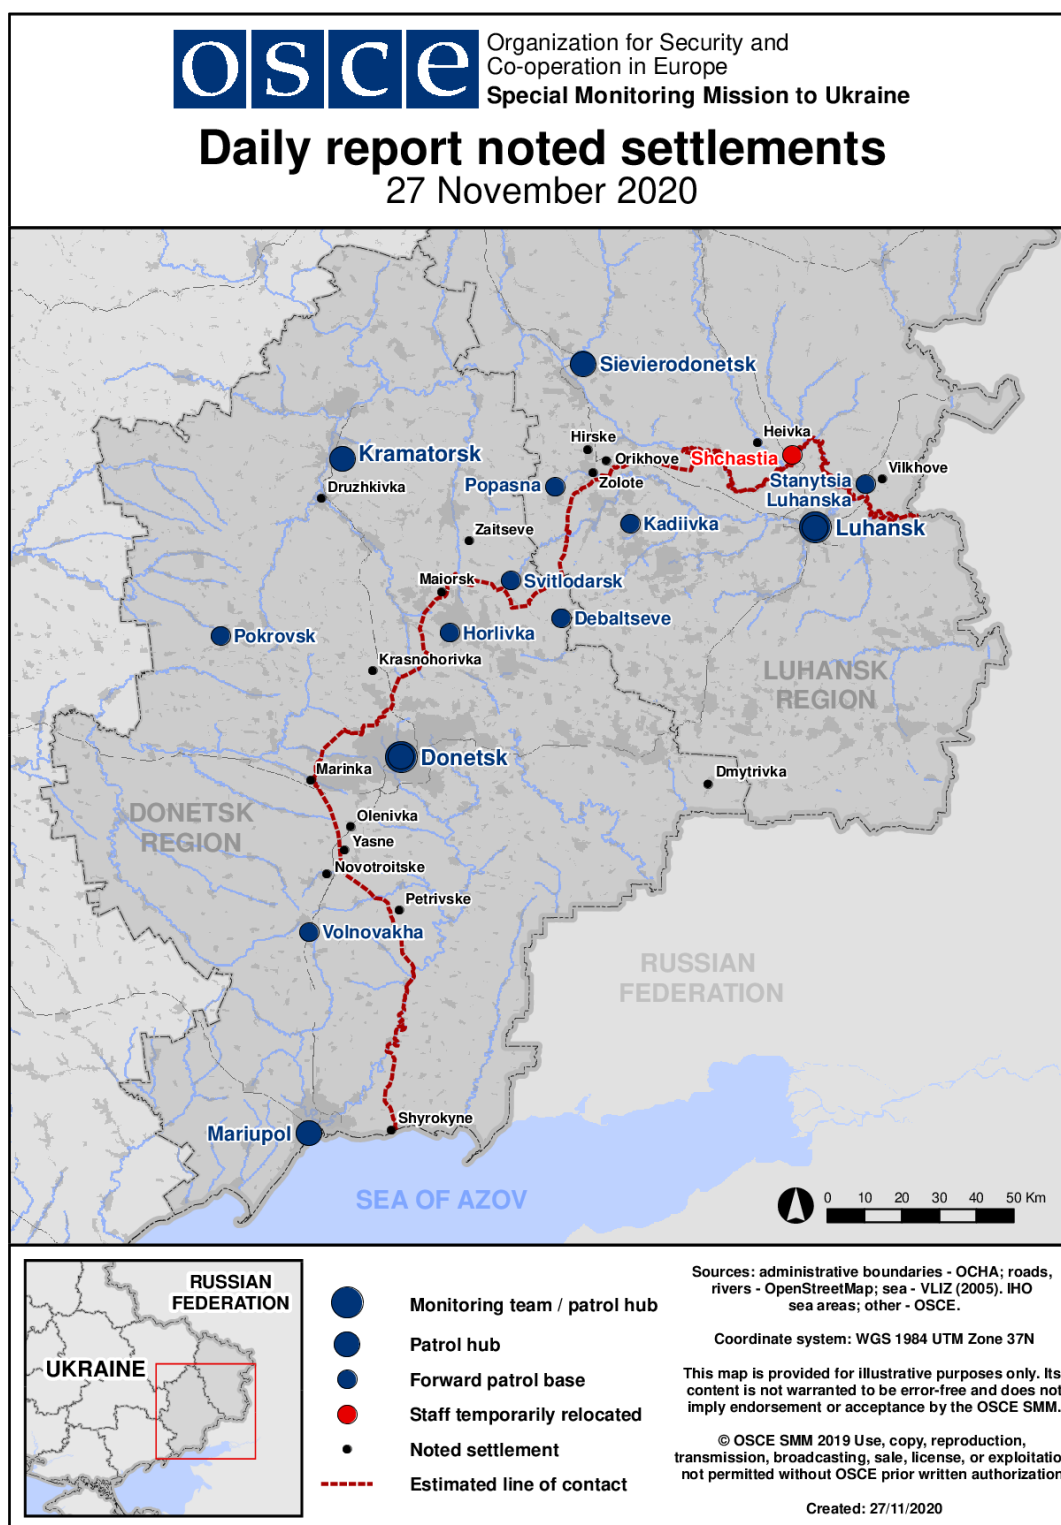 osce
Organization for Security and
Co-operation in Europe
Special Monitoring Mission to Ukraine
Daily report noted settlements
27 November 2020
Sievierodonetsk
Heivka
Hirske
Orikhove
Shchastia
Kramatorsk
Zolote
Vilkhove
Stanytsia
Luhanska
Popasna
Druzhkivka
Kadiivka
Luhansk
Zaitseve
Maiorsk
Svitlodarsk
Debaltseve
Pokrovsk
Horlivka
Krasnohorivka
LUHANSK
REGION
Donetsk
Marinka
Dmytrivka
DONETSK
REGION
Olenivka
Yasne
Novotroitske
Petrivske
Volnovakha
RUSSIAN
FEDERATION
Shyrokyne
Mariupol
SEA OF AZOV
0 10 20 30 40 50 Km
RUSSIAN
FEDERATION
UKRAINE
Monitoring team / patrol hub
Patrol hub
Forward patrol base
Staff temporarily relocated
Noted settlement
Estimated line of contact
Sources: administrative boundaries - OCHA; roads,
rivers - OpenStreetMap; sea - VLIZ (2005). IHO
sea areas; other - OSCE.
Coordinate system: WGS 1984 UTM Zone 37N
This map is provided for illustrative purposes only. Its
content is not warranted to be error-free and does not
imply endorsement or acceptance by the OSCE SMM.
© OSCE SMM 2019 Use, copy, reproduction,
transmission, broadcasting, sale, license, or exploitatio
not permitted without OSCE prior written authorization
Created: 27/11/2020